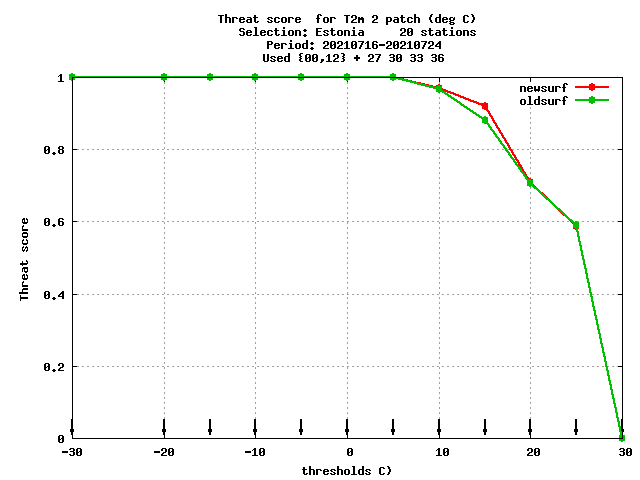 Threat score  for T2m 2 patch (deg C)
Selection: Estonia     20 stations
Period: 20210716-20210724
Used {00,12} + 27 30 33 36
newsurf
oldsurf
1
0.8
0.6
0.4
0.2
0
Threat score
-30 -20 -10 0 10 20 30
thresholds C)